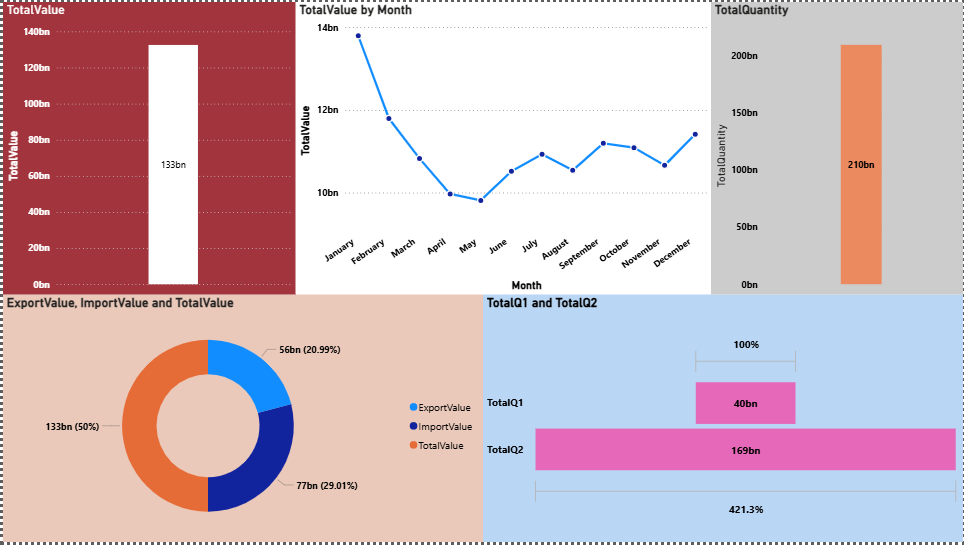 TotalValue
140bn
120bn
100bn
80bn
60bn
40bn
20bn
0bn
TotalValue
133bn
TotalValue by Month
14bn
12bn
10bn
TotalValue
January
February
March
April
May
June
July
August
September
October
November
December
Month
TotalQuantity
200bn
150bn
100bn
50bn
0bn
TotalQuantity
210bn
ExportValue, ImportValue and TotalValue
56bn (20.99%)
133bn (50%)
77bn (29.01%)
ExportValue
ImportValue
TotalValue
TotalQ1 and TotalQ2
100%
TotalQ1
40bn
TotalQ2
169bn
421.3%